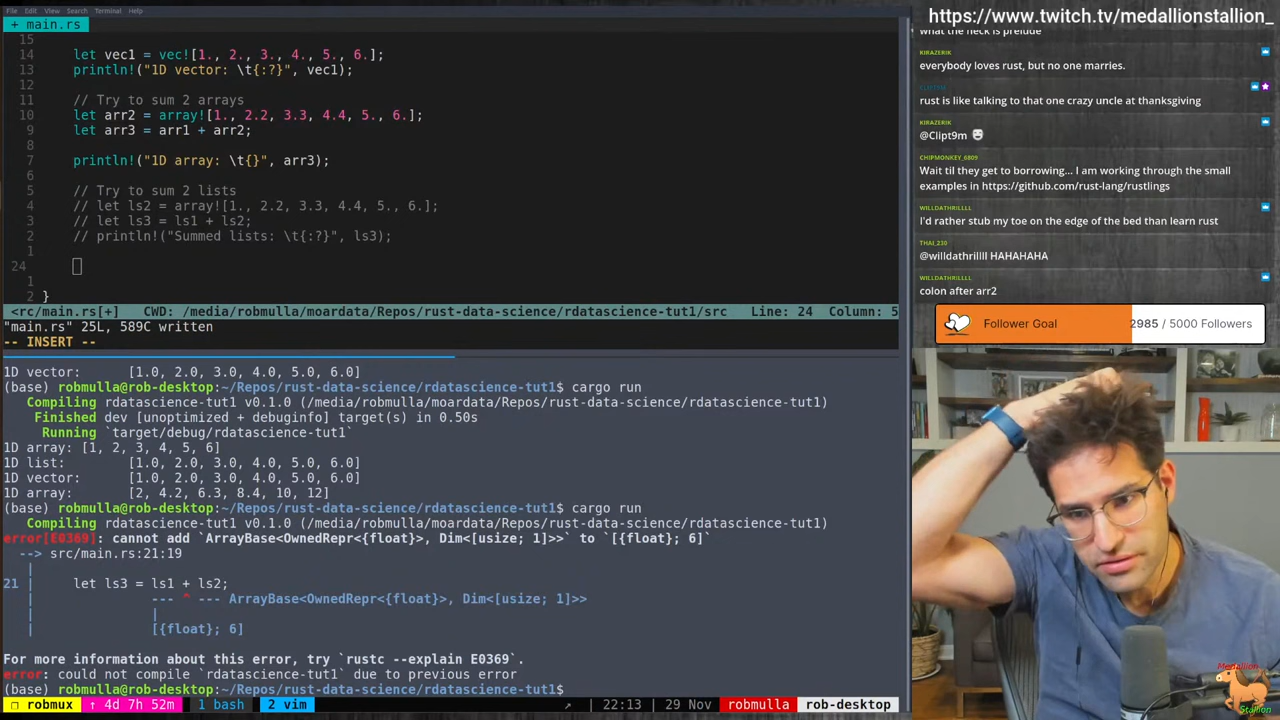 File Edit View Search Terminal Help
+ main.rs
15
14 let vec1 = vec![1., 2., 3., 4., 5., 6.];
13 println!("1D vector: \t{:?}", vec1);
12
11 // Try to sum 2 arrays
10 let arr2 = array![1., 2.2, 3.3, 4.4, 5., 6.];
9 let arr3 = arr1 + arr2;
8
7 println!("1D array: \t{}", arr3);
6
5 // Try to sum 2 lists
4 // let ls2 = array![1., 2.2, 3.3, 4.4, 5., 6.];
3 // let ls3 = ls1 + ls2;
2 // println!("Summed lists: \t{:?}", ls3);
1
24
1
2 }
<rc/main.rs[+] CWD: /media/robmulla/moardata/Repos/rust-data-science/rdatascience-tut1/src Line: 24 Column: 5
"main.rs" 25L, 589C written
-- INSERT --
1D vector: [1.0, 2.0, 3.0, 4.0, 5.0, 6.0]
(base) robmulla@rob-desktop:~/Repos/rust-data-science/rdatascience-tut1$ cargo run
Compiling rdatascience-tut1 v0.1.0 (/media/robmulla/moardata/Repos/rust-data-science/rdatascience-tut1)
Finished dev [unoptimized + debuginfo] target(s) in 0.50s
Running `target/debug/rdatascience-tut1`
1D array: [1, 2, 3, 4, 5, 6]
1D list: [1.0, 2.0, 3.0, 4.0, 5.0, 6.0]
1D vector: [1.0, 2.0, 3.0, 4.0, 5.0, 6.0]
1D array: [2, 4.2, 6.3, 8.4, 10, 12]
(base) robmulla@rob-desktop:~/Repos/rust-data-science/rdatascience-tut1$ cargo run
Compiling rdatascience-tut1 v0.1.0 (/media/robmulla/moardata/Repos/rust-data-science/rdatascience-tut1)
error[E0369]: cannot add `ArrayBase<OwnedRepr<{float}>, Dim<[usize; 1]>>` to `[{float}; 6]`
--> src/main.rs:21:19
|
21 | let ls3 = ls1 + ls2;
| --- ^ --- ArrayBase<OwnedRepr<{float}>, Dim<[usize; 1]>>
| |
| [{float}; 6]
For more information about this error, try `rustc --explain E0369`.
error: could not compile `rdatascience-tut1` due to previous error
(base) robmulla@rob-desktop:~/Repos/rust-data-science/rdatascience-tut1$
robmux ↑ 4d 7h 52m 1 bash 2 vim ↗ | 22:13 | 29 Nov robmulla rob-desktop
https://www.twitch.tv/medallionstallion_
what the heck is prelude
KIRAZERIK
everybody loves rust, but no one marries.
CLIPT9M
rust is like talking to that one crazy uncle at thanksgiving
KIRAZERIK
@Clipt9m
CHIPMONKEY_6809
Wait til they get to borrowing... I am working through the small
examples in https://github.com/rust-lang/rustlings
WILLDATHRILLLL
I'd rather stub my toe on the edge of the bed than learn rust
THAI_230
@willdathrillll HAHAHAHA
WILLDATHRILLLL
colon after arr2
Follower Goal 2985 / 5000 Followers
Medallion
Stallion